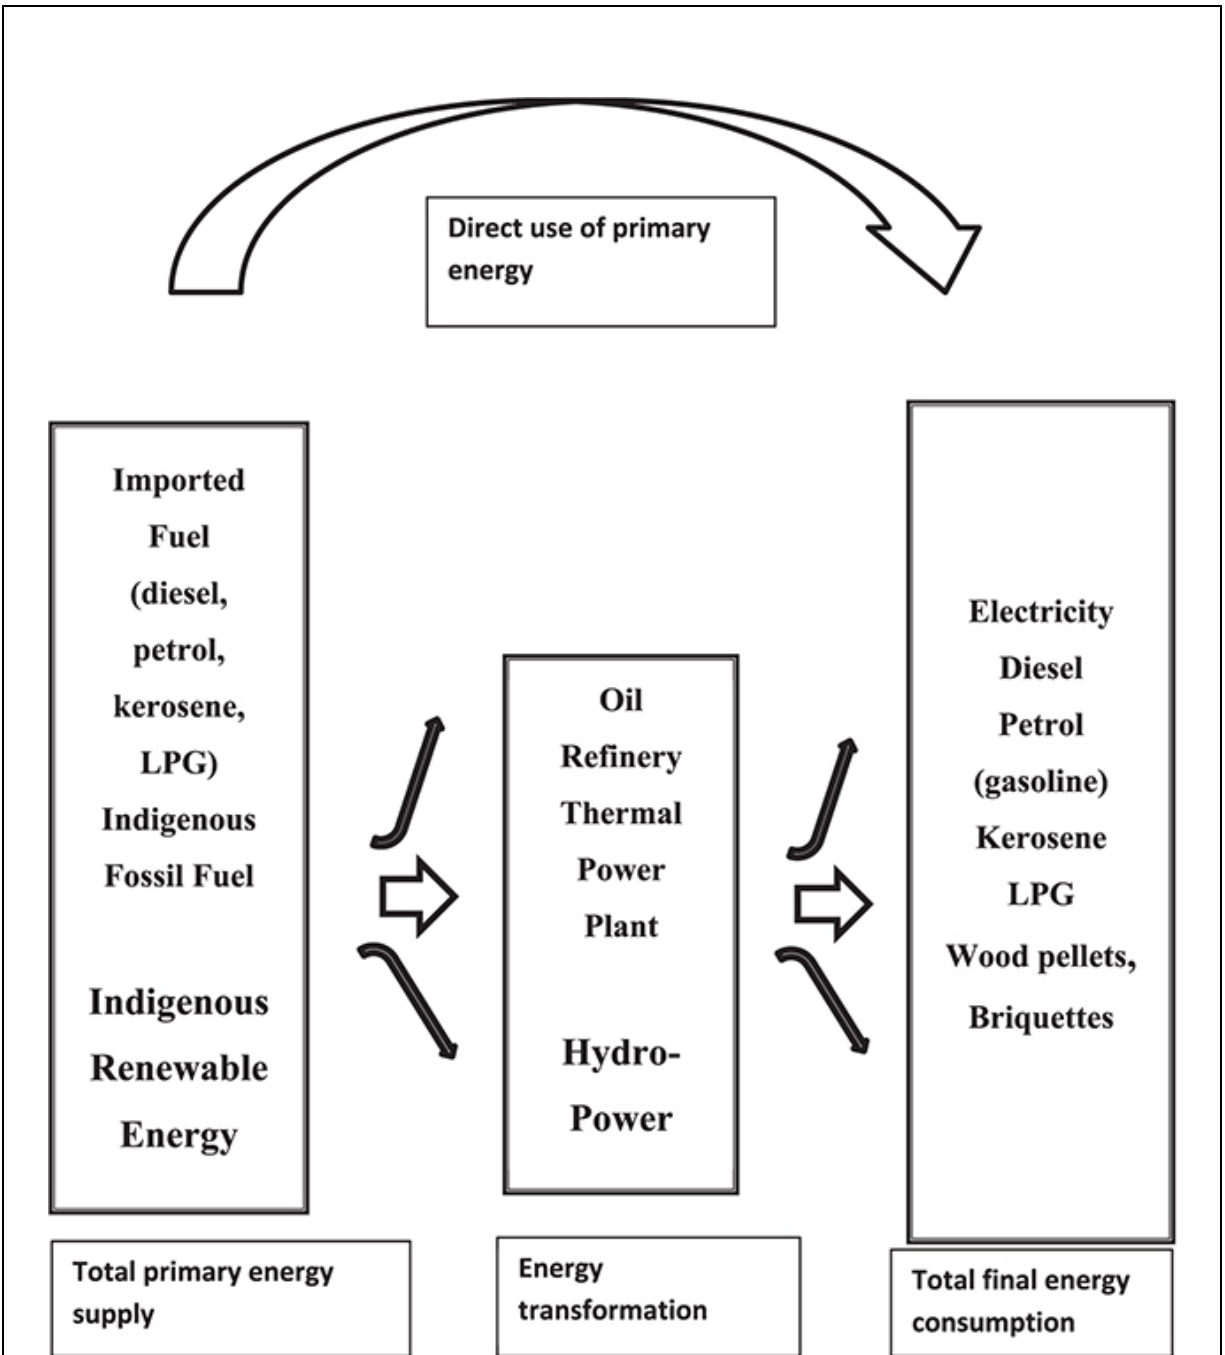 Direct use of primary
energy
Imported
Fuel
(diesel,
petrol,
kerosene,
LPG)
Indigenous
Fossil Fuel
Indigenous
Renewable
Energy
Oil
Refinery
Thermal
Power
Plant
Hydro-
Power
Electricity
Diesel
Petrol
(gasoline)
Kerosene
LPG
Wood pellets,
Briquettes
Total primary energy
supply
Energy
transformation
Total final energy
consumption